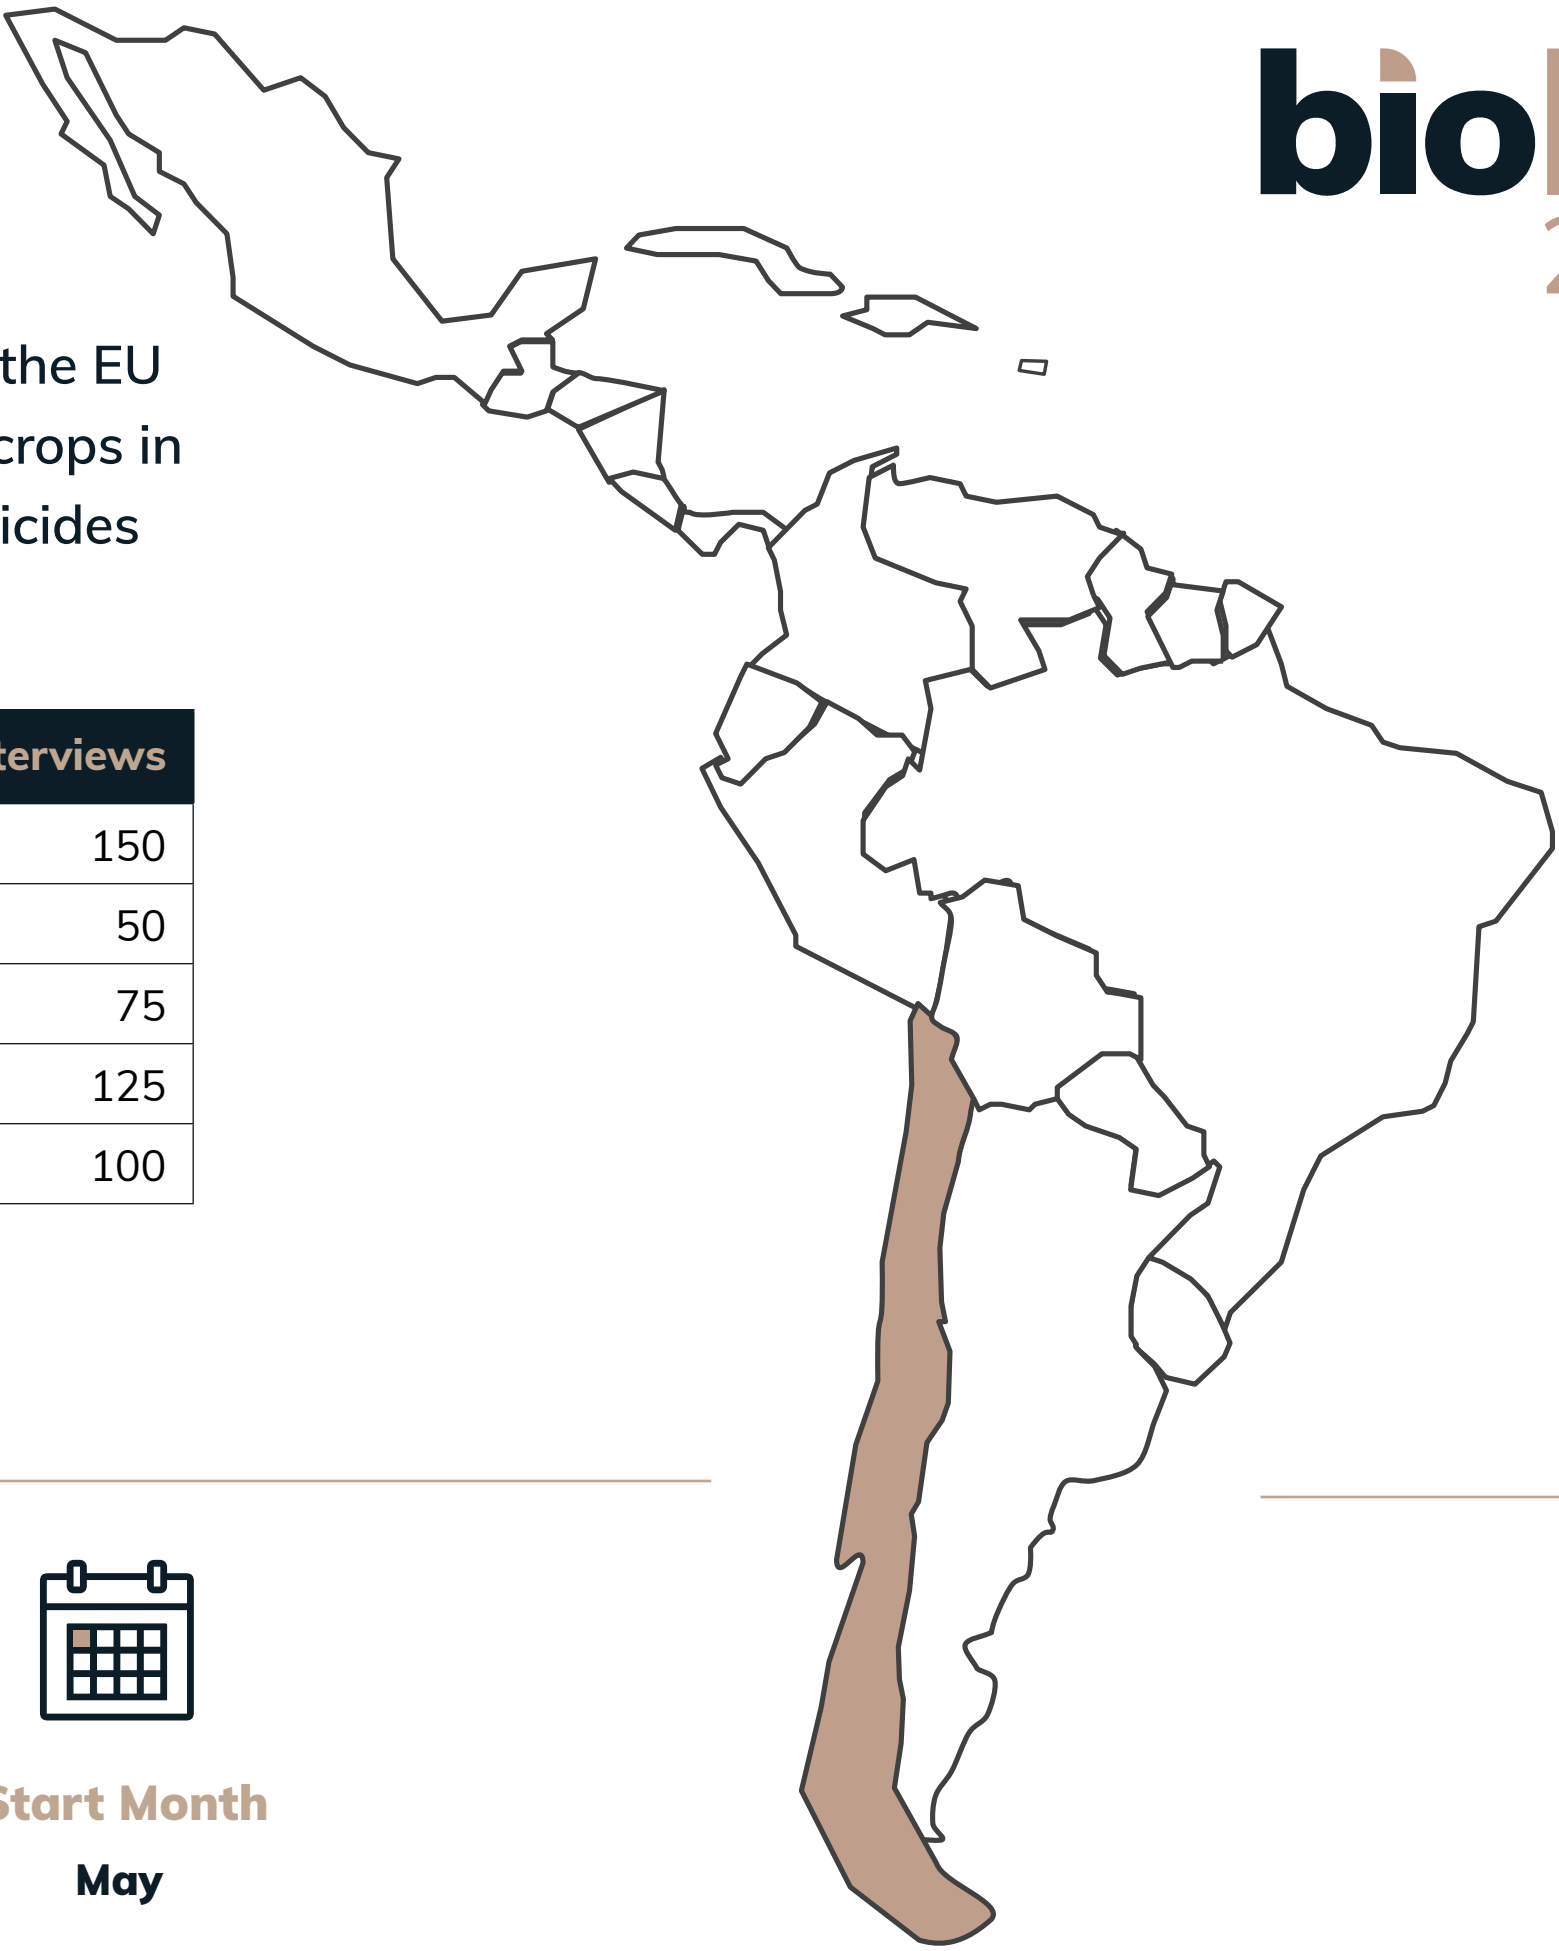 bio
the EU
crops in
icides
terviews
150
50
75
125
100
Start Month
May